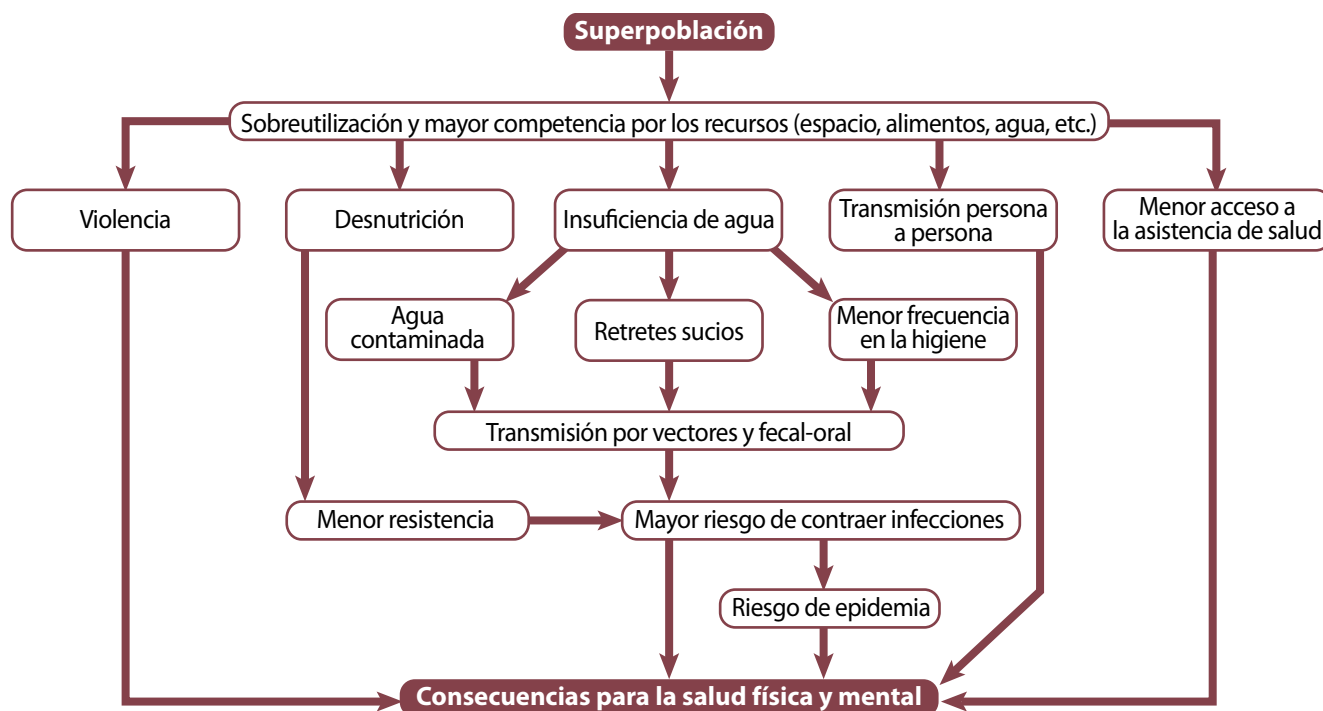 Superpoblación
Sobreutilización y mayor competencia por los recursos (espacio, alimentos, agua, etc.)
Violencia
Desnutrición
Insuficiencia de agua
Transmisión persona
a persona
Menor acceso a
la asistencia de salud
Agua
contaminada
Retretes sucios
Menor frecuencia
en la higiene
Transmisión por vectores y fecal-oral
Menor resistencia
Mayor riesgo de contraer infecciones
Riesgo de epidemia
Consecuencias para la salud física y mental